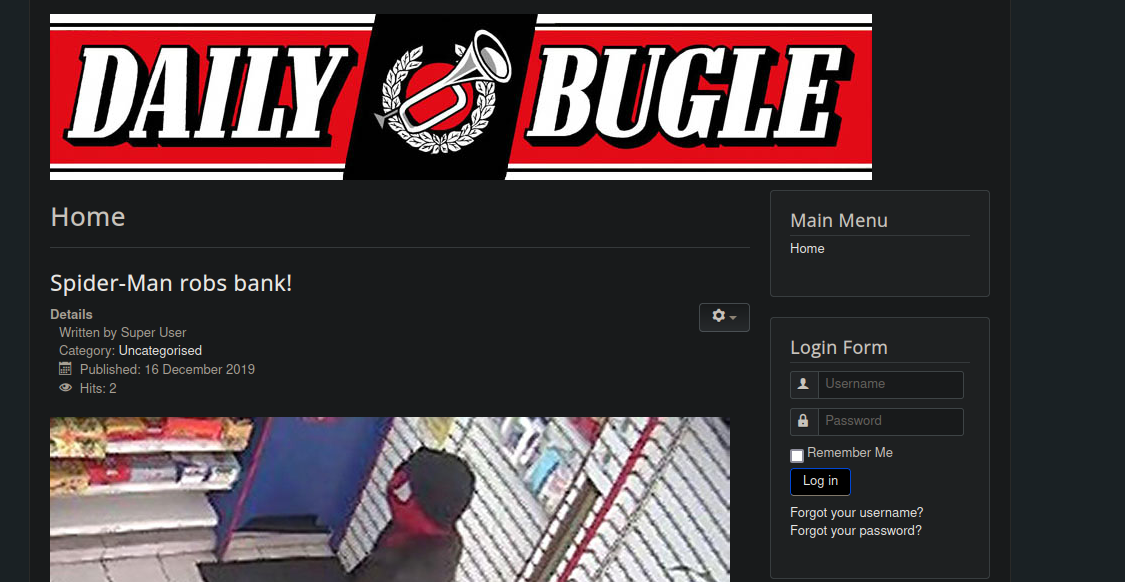 DAILY BUGLE
Home
Spider-Man robs bank!
Details
Written by Super User
Category: Uncategorised
Published: 16 December 2019
Hits: 2
Main Menu
Home
Login Form
Username
Password
Remember Me
Log in
Forgot your username?
Forgot your password?